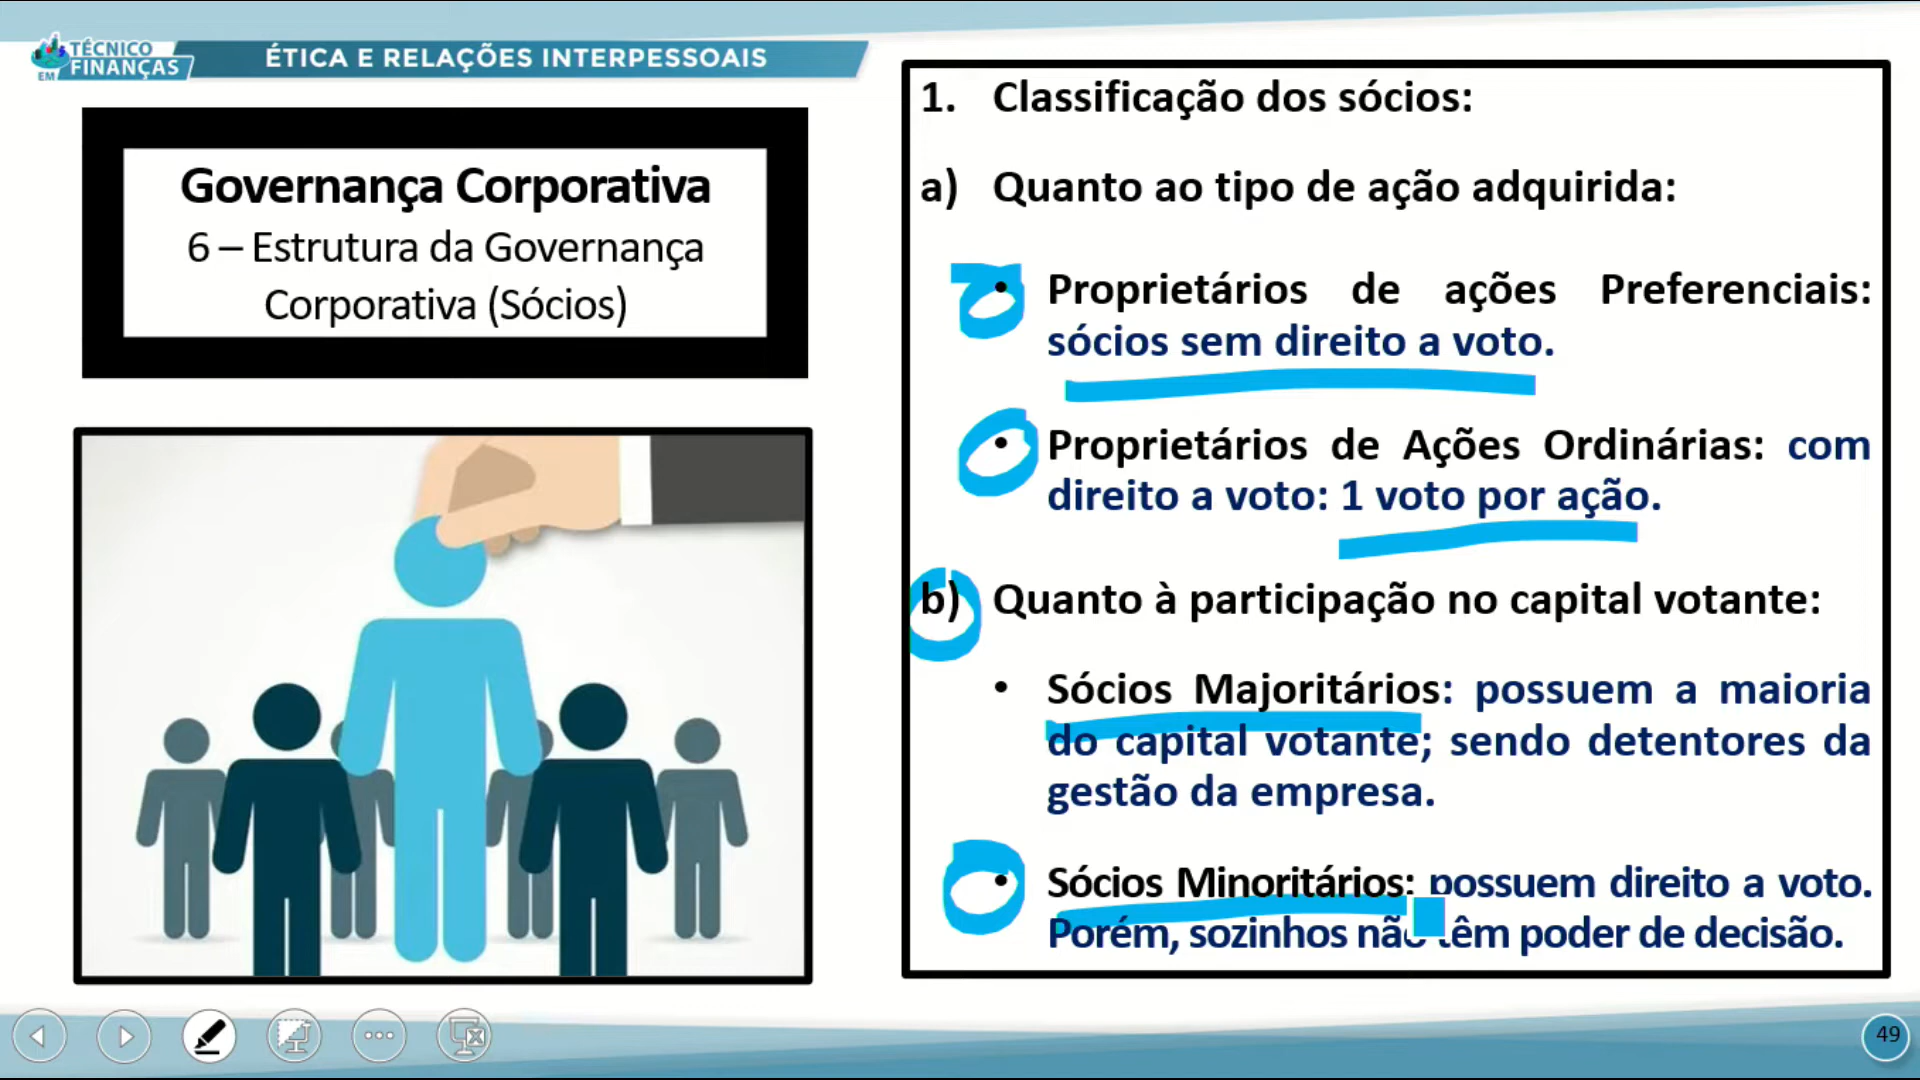 TÉCNICO
EM FINANÇAS
ÉTICA E RELAÇÕES INTERPESSOAIS
Governança Corporativa
6 – Estrutura da Governança
Corporativa (Sócios)
1. Classificação dos sócios:
a) Quanto ao tipo de ação adquirida:
• Proprietários de ações Preferenciais:
sócios sem direito a voto.
• Proprietários de Ações Ordinárias: com
direito a voto: 1 voto por ação.
b) Quanto à participação no capital votante:
• Sócios Majoritários: possuem a maioria
do capital votante; sendo detentores da
gestão da empresa.
• Sócios Minoritários: possuem direito a voto.
Porém, sozinhos não têm poder de decisão.
49